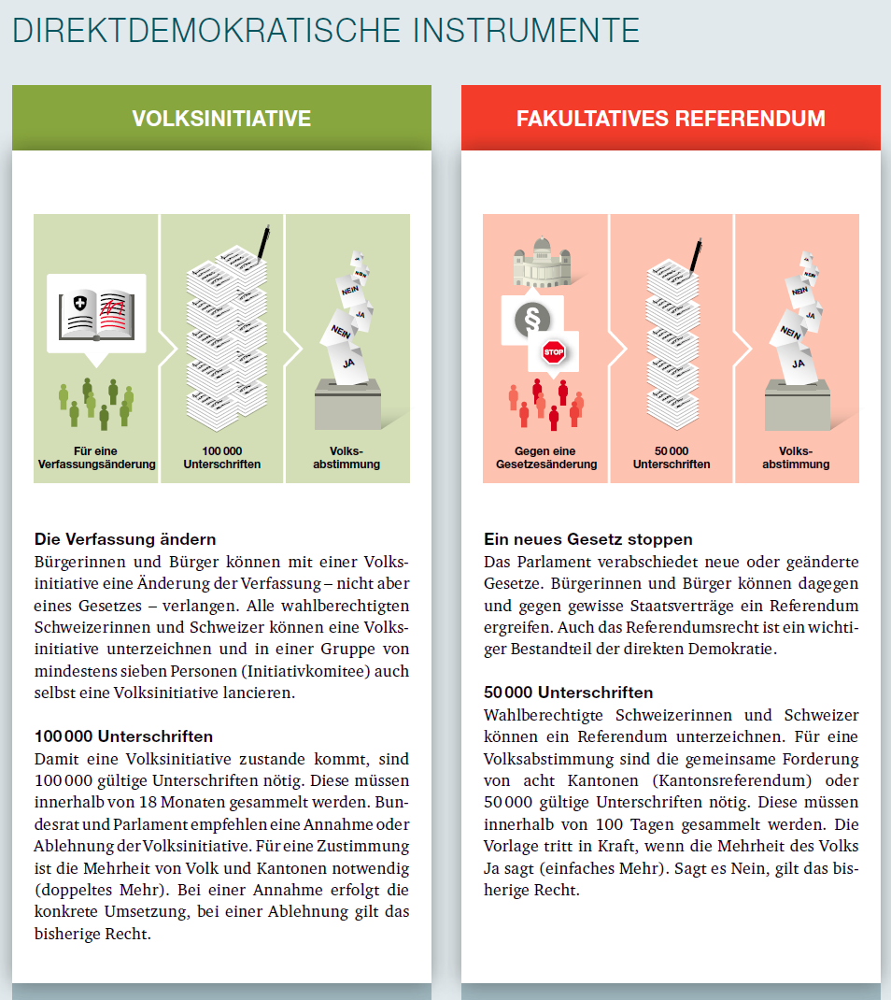 DIREKTDEMOKRATISCHE INSTRUMENTE
VOLKSINITIATIVE
NEIN
JA
NEIN
JA
Für eine
Verfassungsänderung
100 000
Unterschriften
Volks-
abstimmung
Die Verfassung ändern
Bürgerinnen und Bürger können mit einer Volks-
initiative eine Änderung der Verfassung – nicht aber
eines Gesetzes – verlangen. Alle wahlberechtigten
Schweizerinnen und Schweizer können eine Volks-
initiative unterzeichnen und in einer Gruppe von
mindestens sieben Personen (Initiativkomitee) auch
selbst eine Volksinitiative lancieren.
100 000 Unterschriften
Damit eine Volksinitiative zustande kommt, sind
100 000 gültige Unterschriften nötig. Diese müssen
innerhalb von 18 Monaten gesammelt werden. Bun-
desrat und Parlament empfehlen eine Annahme oder
Ablehnung der Volksinitiative. Für eine Zustimmung
ist die Mehrheit von Volk und Kantonen notwendig
(doppeltes Mehr). Bei einer Annahme erfolgt die
konkrete Umsetzung, bei einer Ablehnung gilt das
bisherige Recht.
FAKULTATIVES REFERENDUM
§
STOP
NEIN
JA
NEIN
JA
Gegen eine
Gesetzesänderung
50 000
Unterschriften
Volks-
abstimmung
Ein neues Gesetz stoppen
Das Parlament verabschiedet neue oder geänderte
Gesetze. Bürgerinnen und Bürger können dagegen
und gegen gewisse Staatsverträge ein Referendum
ergreifen. Auch das Referendumsrecht ist ein wichti-
ger Bestandteil der direkten Demokratie.
50 000 Unterschriften
Wahlberechtigte Schweizerinnen und Schweizer
können ein Referendum unterzeichnen. Für eine
Volksabstimmung sind die gemeinsame Forderung
von acht Kantonen (Kantonsreferendum) oder
50 000 gültige Unterschriften nötig. Diese müssen
innerhalb von 100 Tagen gesammelt werden. Die
Vorlage tritt in Kraft, wenn die Mehrheit des Volks
Ja sagt (einfaches Mehr). Sagt es Nein, gilt das bis-
herige Recht.